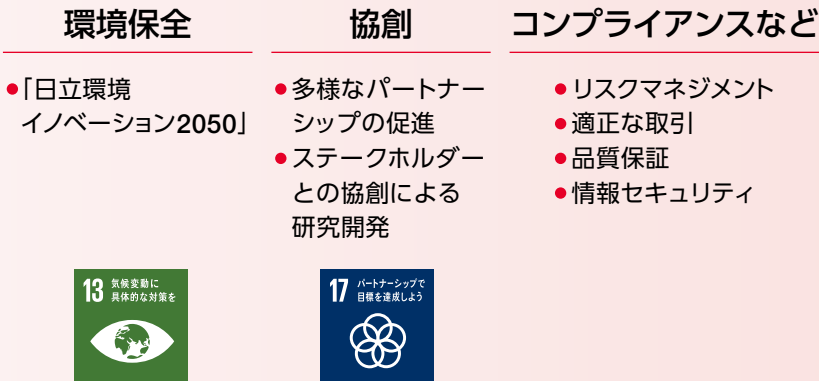 環境保全
●「日立環境
イノベーション2050」
13 気候変動に
具体的な対策を
協創
●多様なパートナー
シップの促進
●ステークホルダー
との協創による
研究開発
17 パートナーシップで
目標を達成しよう
コンプライアンスなど
●リスクマネジメント
●適正な取引
●品質保証
●情報セキュリティ